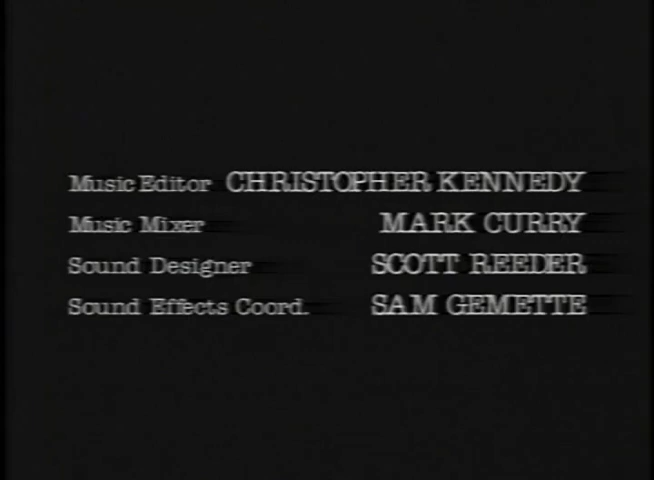 Music Editor CHRISTOPHER KENNEDY
Music Mixer MARK CURRY
Sound Designer SCOTT REEDER
Sound Effects Coord. SAM GEMETTE